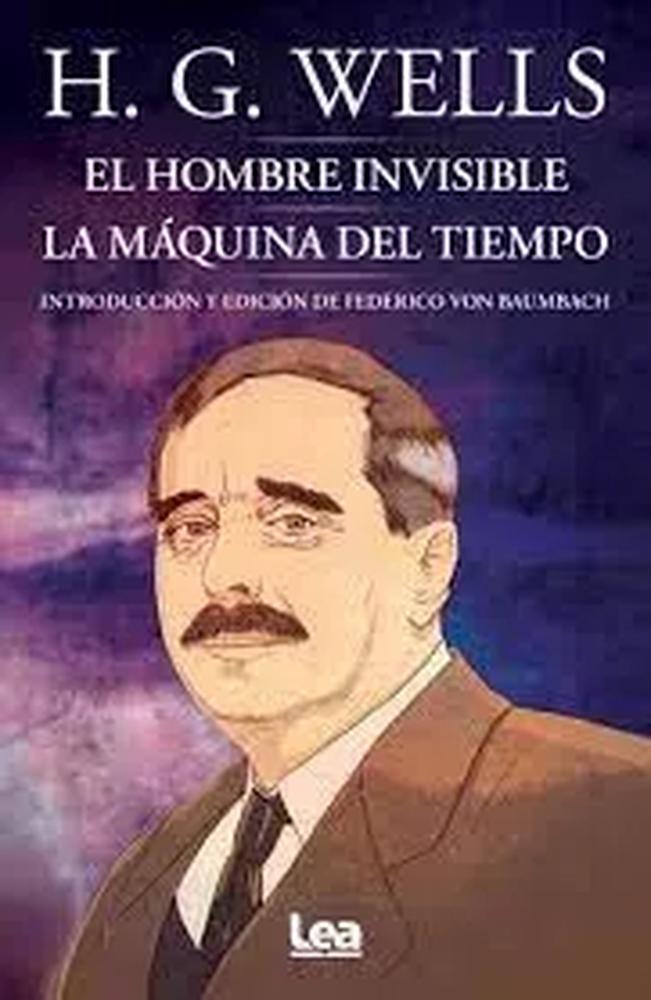 H. G. WELLS
EL HOMBRE INVISIBLE
LA MÁQUINA DEL TIEMPO
INTRODUCCIÓN Y EDICIÓN DE FEDERICO VON BAUMBACH
Lea